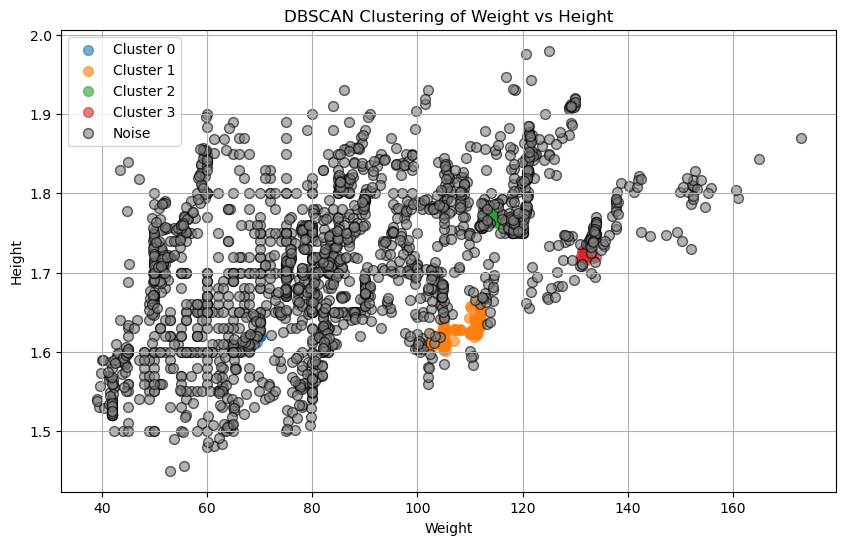 DBSCAN Clustering of Weight vs Height
Cluster 0
Cluster 1
Cluster 2
Cluster 3
Noise
2.0
1.9
1.8
1.7
1.6
1.5
Height
40 60 80 100 120 140 160
Weight